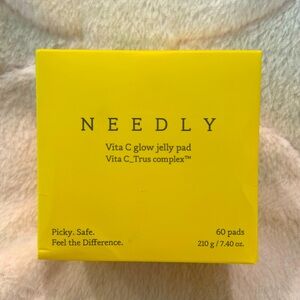 NEEDLY
Vita C glow jelly pad
Vita C_Trus complex™
Picky. Safe.
Feel the Difference.
60 pads
210 g / 7.40 oz.